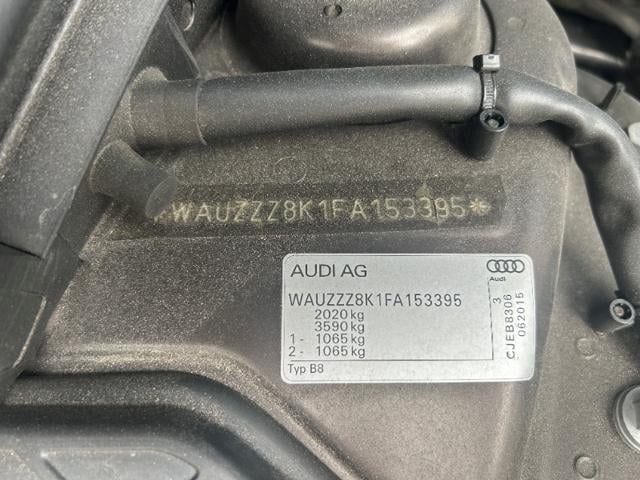 *WAUZZZ8K1FA153395*
AUDI AG
Audi
WAUZZZ8K1FA153395
2020 kg
3590 kg
1 - 1065 kg
2 - 1065 kg
Typ B8
3
CJEB8306
062015